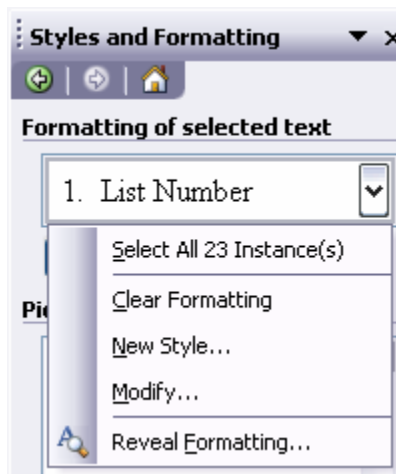 Styles and Formatting
Formatting of selected text
1. List Number
Select All 23 Instance(s)
Clear Formatting
New Style...
Modify...
Reveal Formatting...